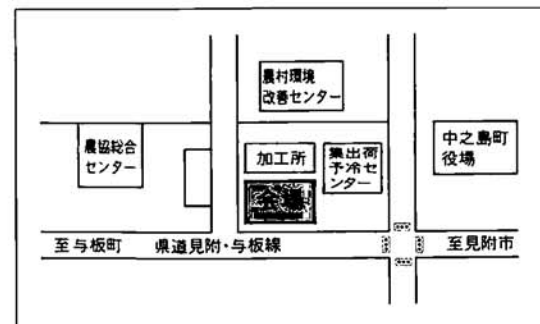 農村環境
改善センター
農協総合
センター
加工所
集出荷
予冷セ
ンター
中之島町
役場
会場
至与板町
県道見附・与板線
至見附市